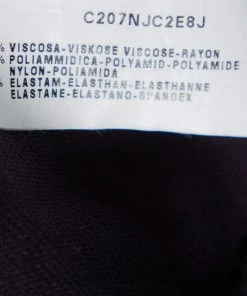 C207NJC2E8J
% VISCOSA-VISKOSE VISCOSE-RAYON
% POLIAMMIDICA-POLYAMID-POLYAMIDE
NYLON-POLIAMIDA
% ELASTAM-ELASTHAN-ELASTHANNE
ELASTANE-ELASTANO-SPANDEX